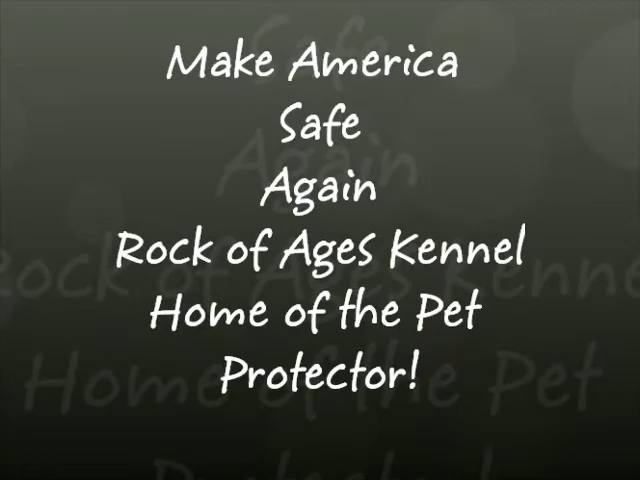 Make America
Safe
Again
Rock of Ages Kennel
Home of the Pet
Protector!